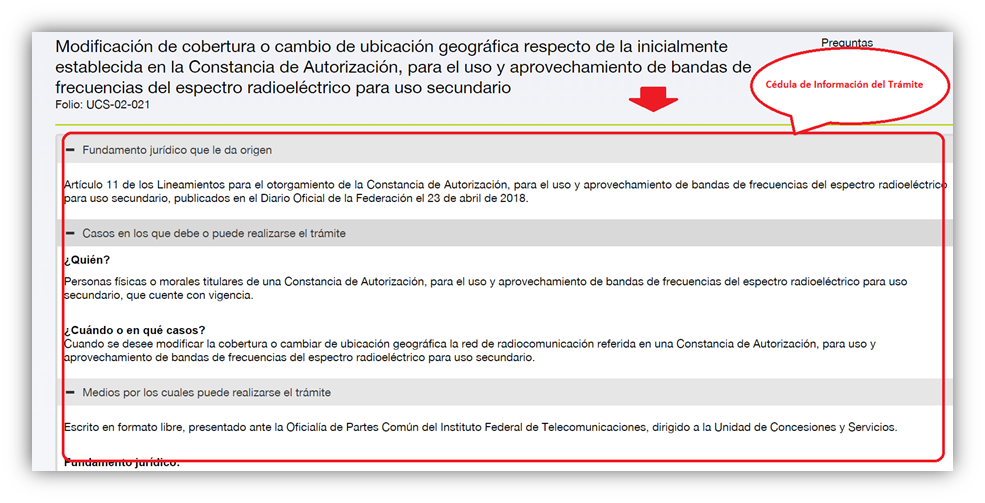 Modificación de cobertura o cambio de ubicación geográfica respecto de la inicialmente
establecida en la Constancia de Autorización, para el uso y aprovechamiento de bandas de
frecuencias del espectro radioeléctrico para uso secundario
Folio: UCS-02-021
Preguntas
Cédula de Información del Trámite
Fundamento jurídico que le da origen
Artículo 11 de los Lineamientos para el otorgamiento de la Constancia de Autorización, para el uso y aprovechamiento de bandas de frecuencias del espectro radioeléctrico
para uso secundario, publicados en el Diario Oficial de la Federación el 23 de abril de 2018.
Casos en los que debe o puede realizarse el trámite
¿Quién?
Personas físicas o morales titulares de una Constancia de Autorización, para el uso y aprovechamiento de bandas de frecuencias del espectro radioeléctrico para uso
secundario, que cuente con vigencia.
¿Cuándo o en qué casos?
Cuando se desee modificar la cobertura o cambiar de ubicación geográfica la red de radiocomunicación referida en una Constancia de Autorización, para uso y
aprovechamiento de bandas de frecuencias del espectro radioeléctrico para uso secundario.
Medios por los cuales puede realizarse el trámite
Escrito en formato libre, presentado ante la Oficialía de Partes Común del Instituto Federal de Telecomunicaciones, dirigido a la Unidad de Concesiones y Servicios.
Fundamento jurídico: